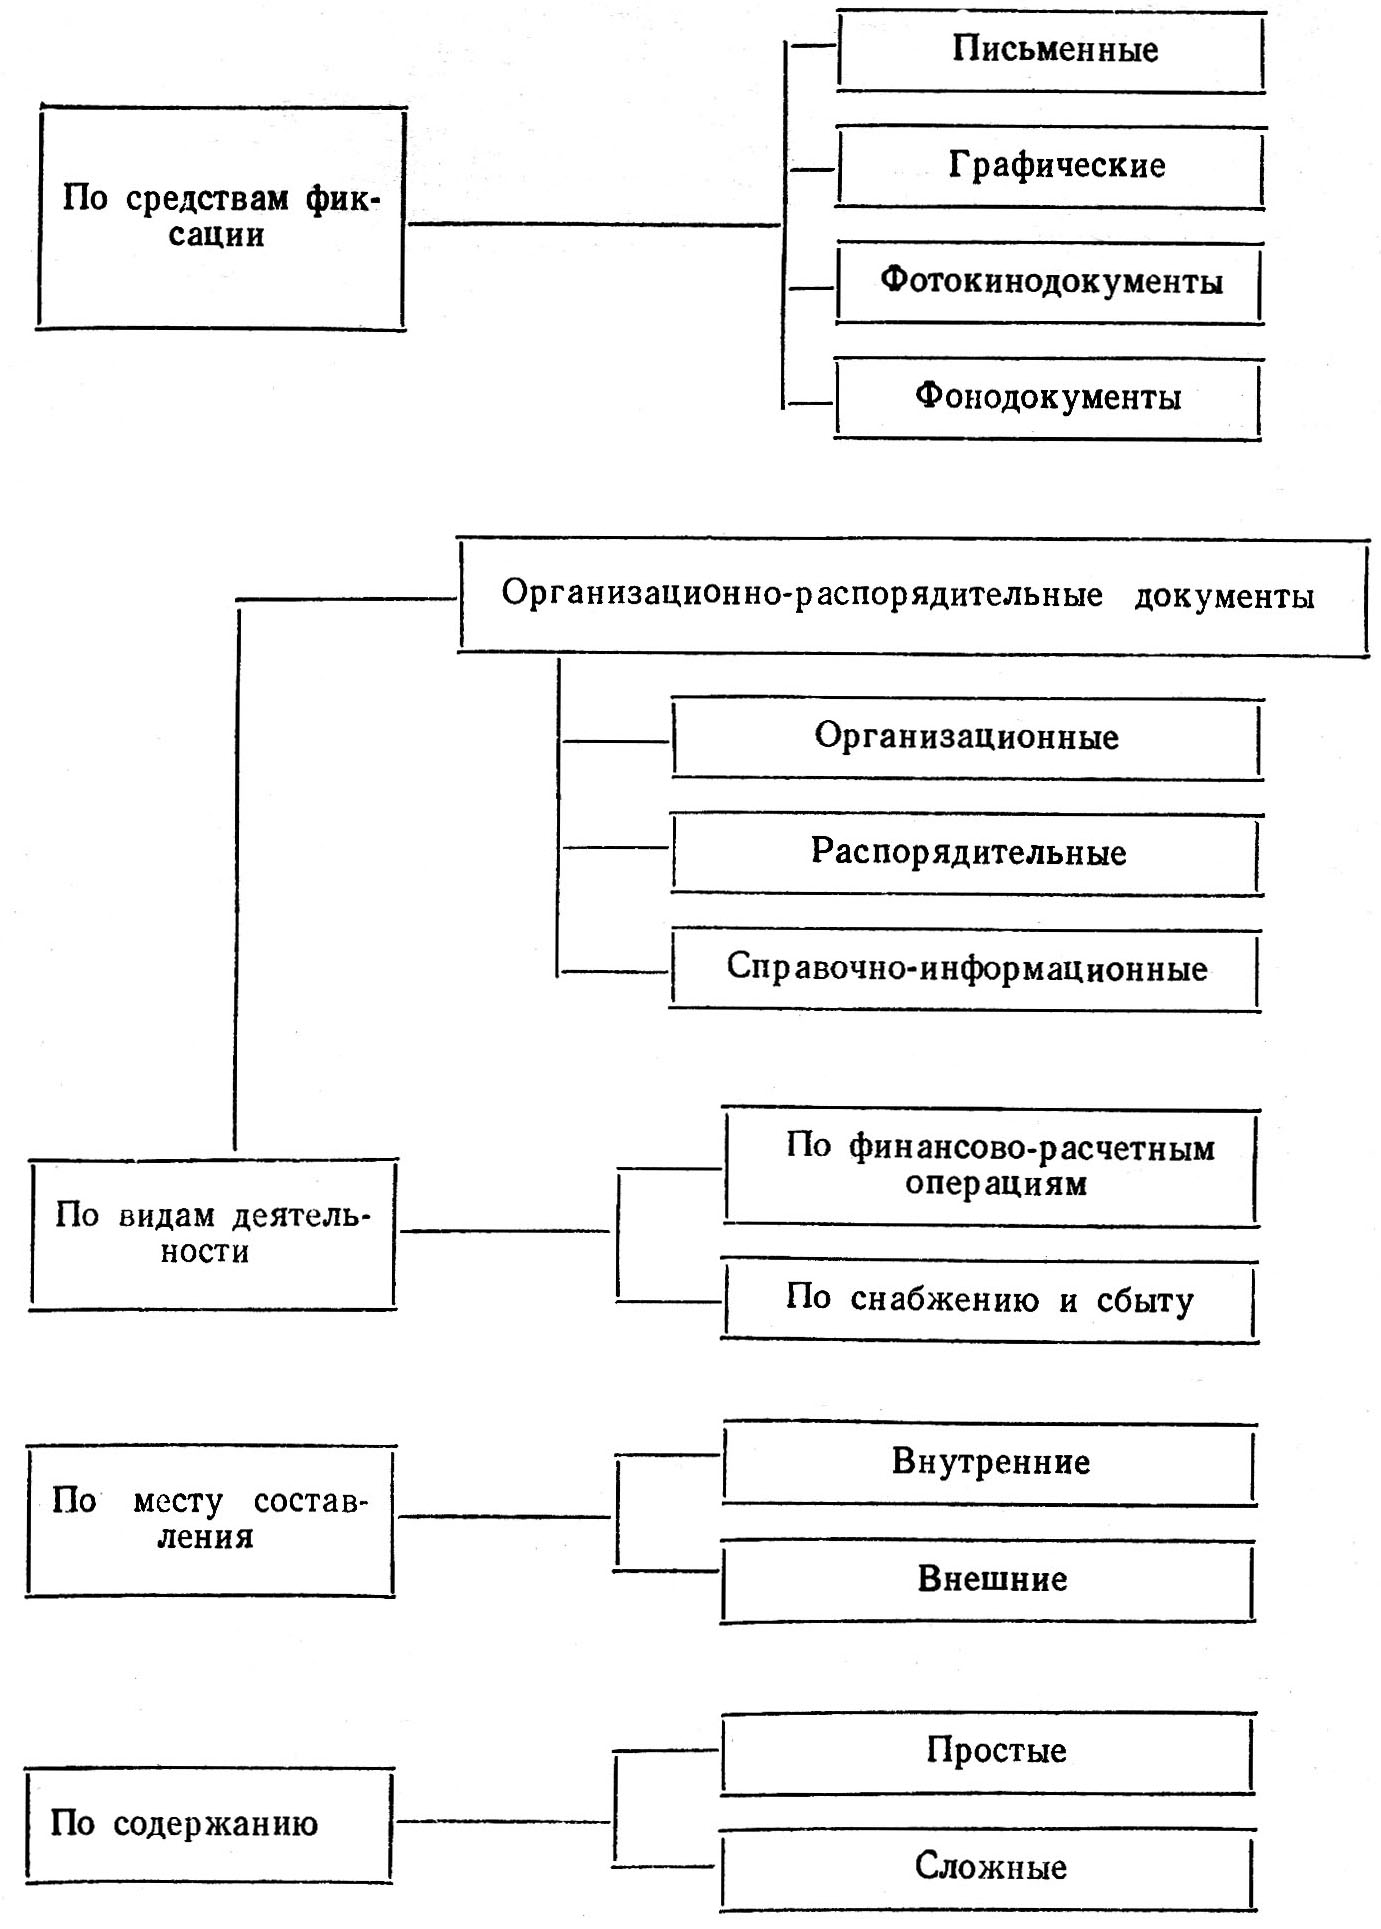 Письменные
Графические
По средствам фик-
сации
Фотокинодокументы
Фонодокументы
Организационно-распорядительные документы
Организационные
Распорядительные
Справочно-информационные
По финансово-расчетным
операциям
По видам деятель-
ности
По снабжению и сбыту
Внутренние
По месту состав-
ления
Внешние
Простые
По содержанию
Сложные